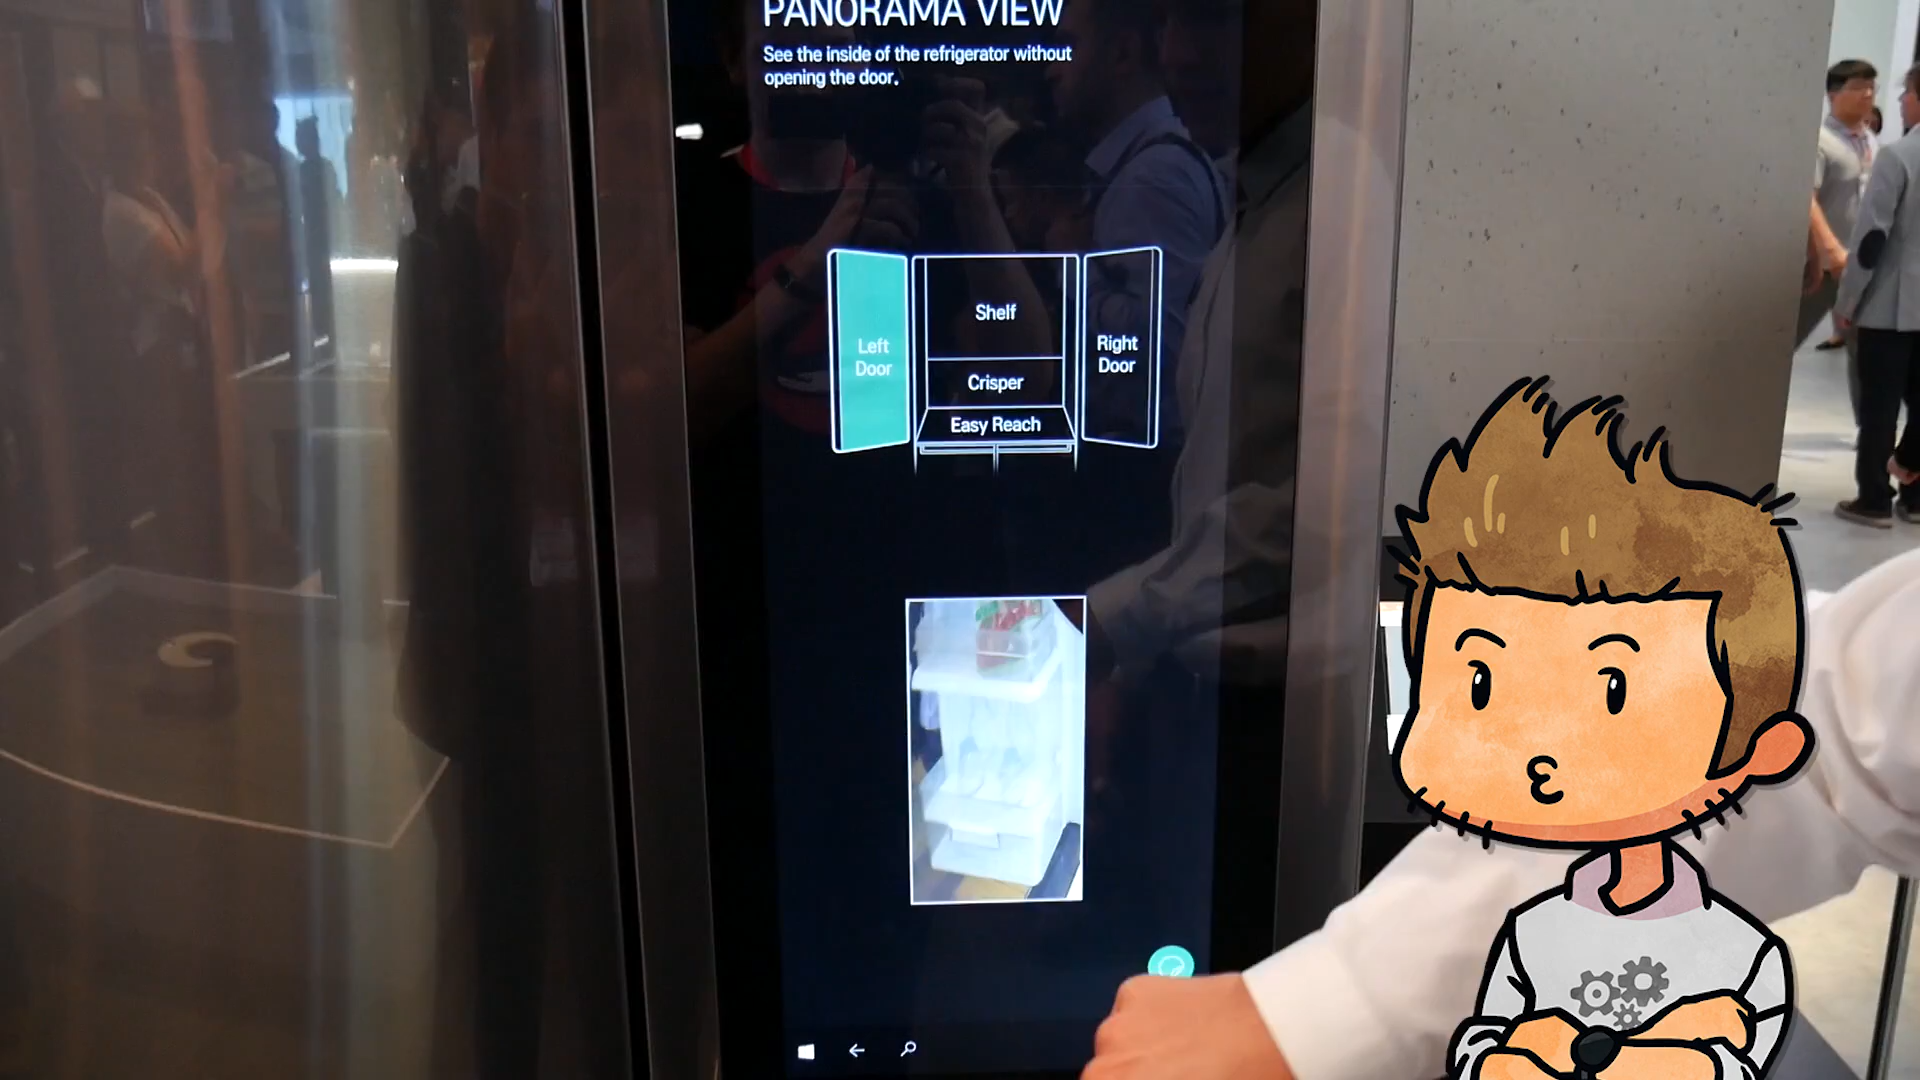 PANORAMA VIEW
See the inside of the refrigerator without
opening the door.
Left
Door
Shelf
Crisper
Easy Reach
Right
Door